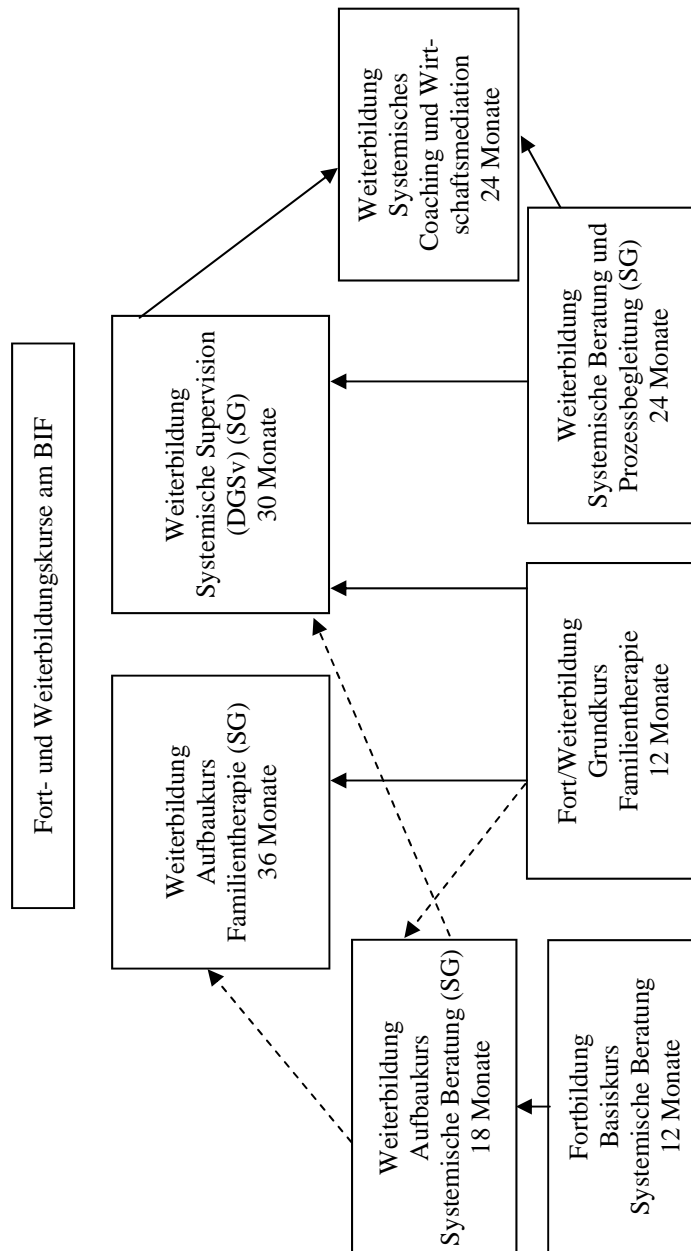 Fort- und Weiterbildungskurse am BIF
Weiterbildung
Aufbaukurs
Familientherapie (SG)
36 Monate
Weiterbildung
Systemische Supervision
(DGSv) (SG)
30 Monate
Weiterbildung
Aufbaukurs
Systemische Beratung (SG)
18 Monate
Weiterbildung
Systemisches
Coaching und Wirt-
schaftsmediation
24 Monate
Fortbildung
Basiskurs
Systemische Beratung
12 Monate
Fort/Weiterbildung
Grundkurs
Familientherapie
12 Monate
Weiterbildung
Systemische Beratung und
Prozessbegleitung (SG)
24 Monate